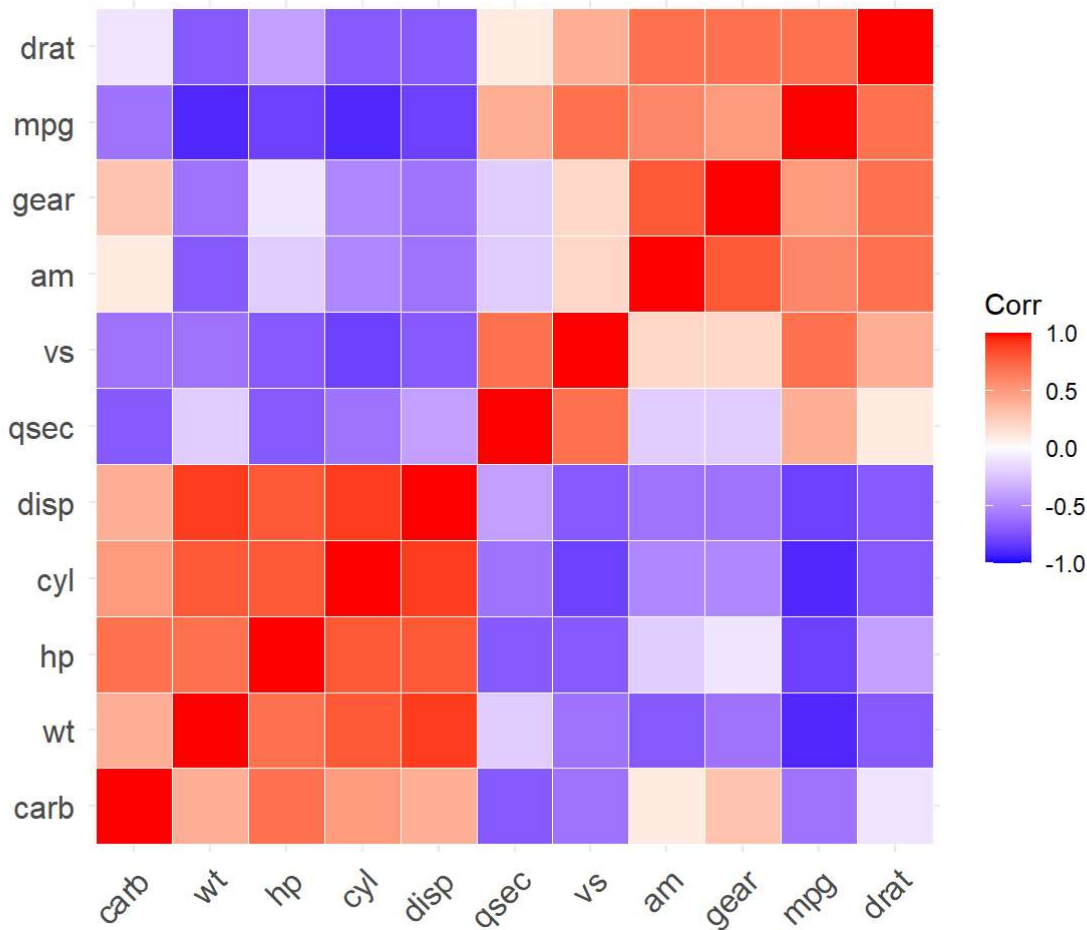 drat
mpg
gear
am
vs
qsec
disp
cyl
hp
wt
carb
carb wt hp cyl disp qsec vs am gear mpg drat
Corr
1.0
0.5
0.0
-0.5
-1.0